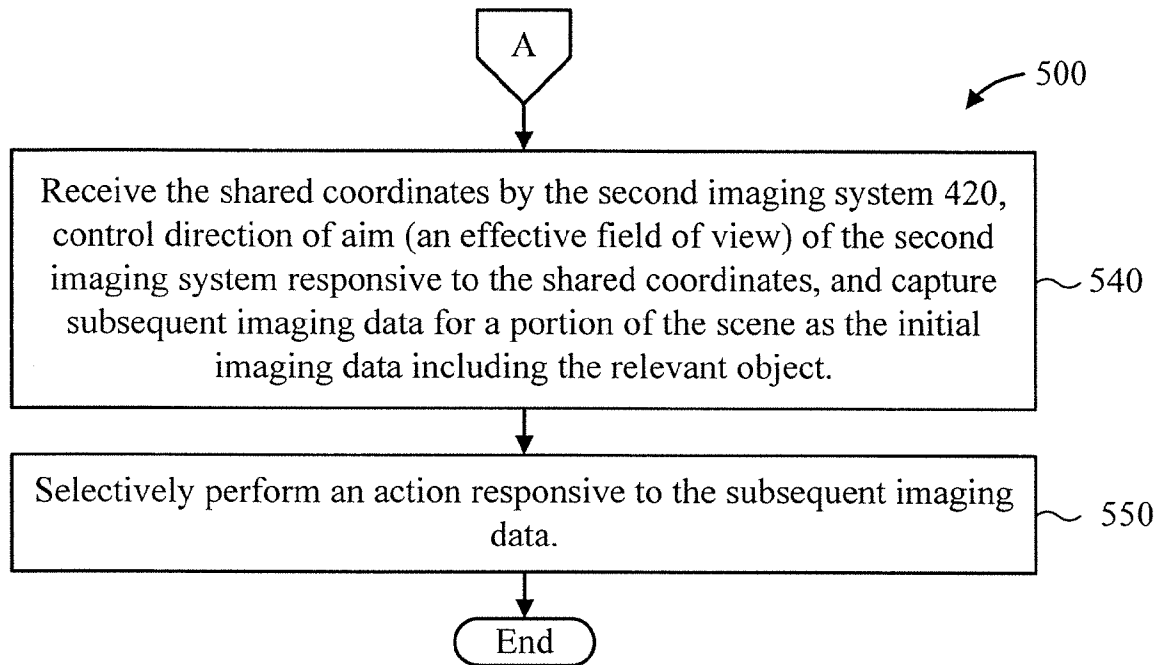 A
500
Receive the shared coordinates by the second imaging system 420,
control direction of aim (an effective field of view) of the second
imaging system responsive to the shared coordinates, and capture
subsequent imaging data for a portion of the scene as the initial
imaging data including the relevant object.
540
Selectively perform an action responsive to the subsequent imaging
data.
550
End